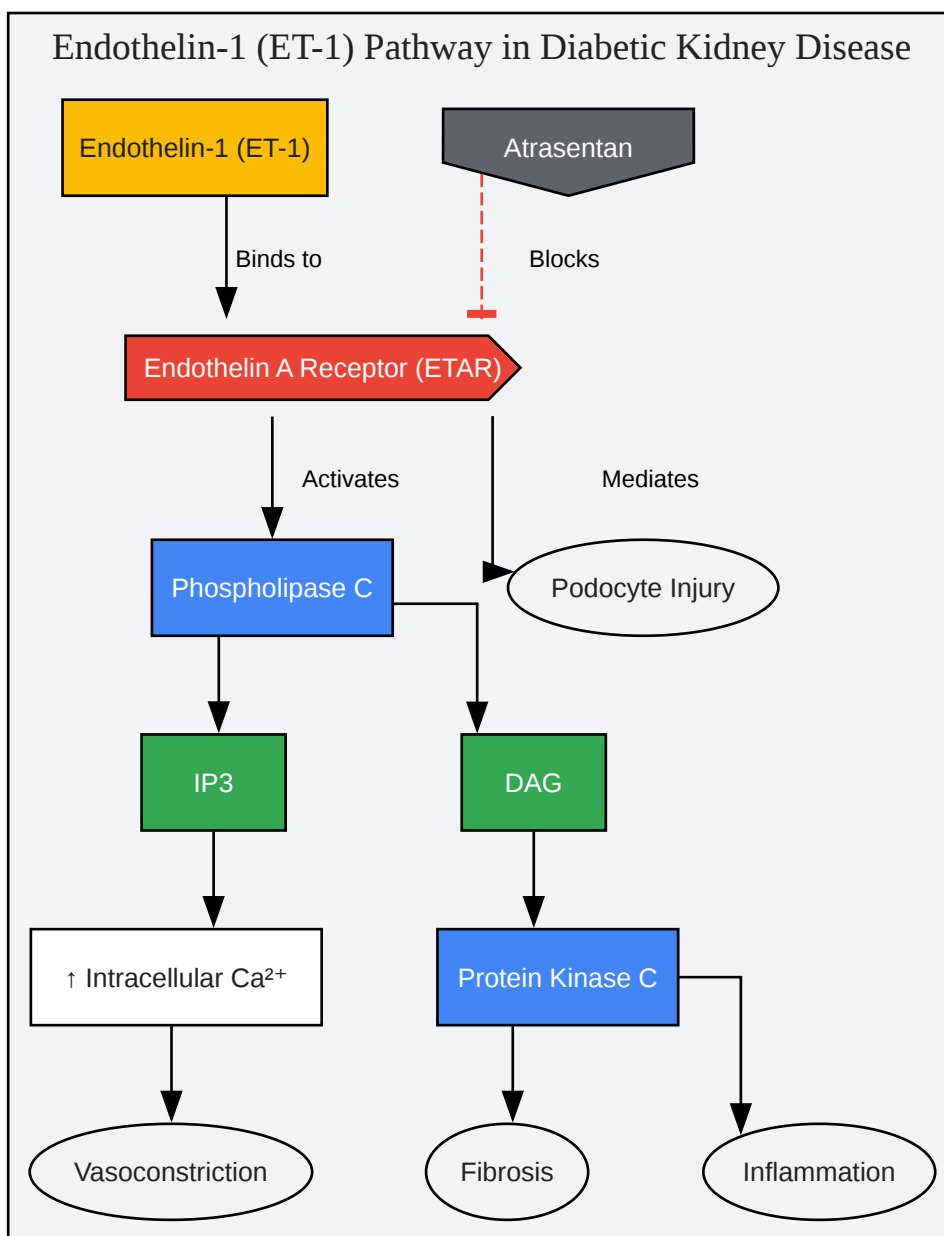 Endothelin-1 (ET-1) Pathway in Diabetic Kidney Disease
Endothelin-1 (ET-1)
Atrasentan
Binds to
Blocks
Endothelin A Receptor (ETAR)
Activates
Mediates
Phospholipase C
Podocyte Injury
IP3
DAG
↑ Intracellular Ca²⁺
Protein Kinase C
Vasoconstriction
Fibrosis
Inflammation